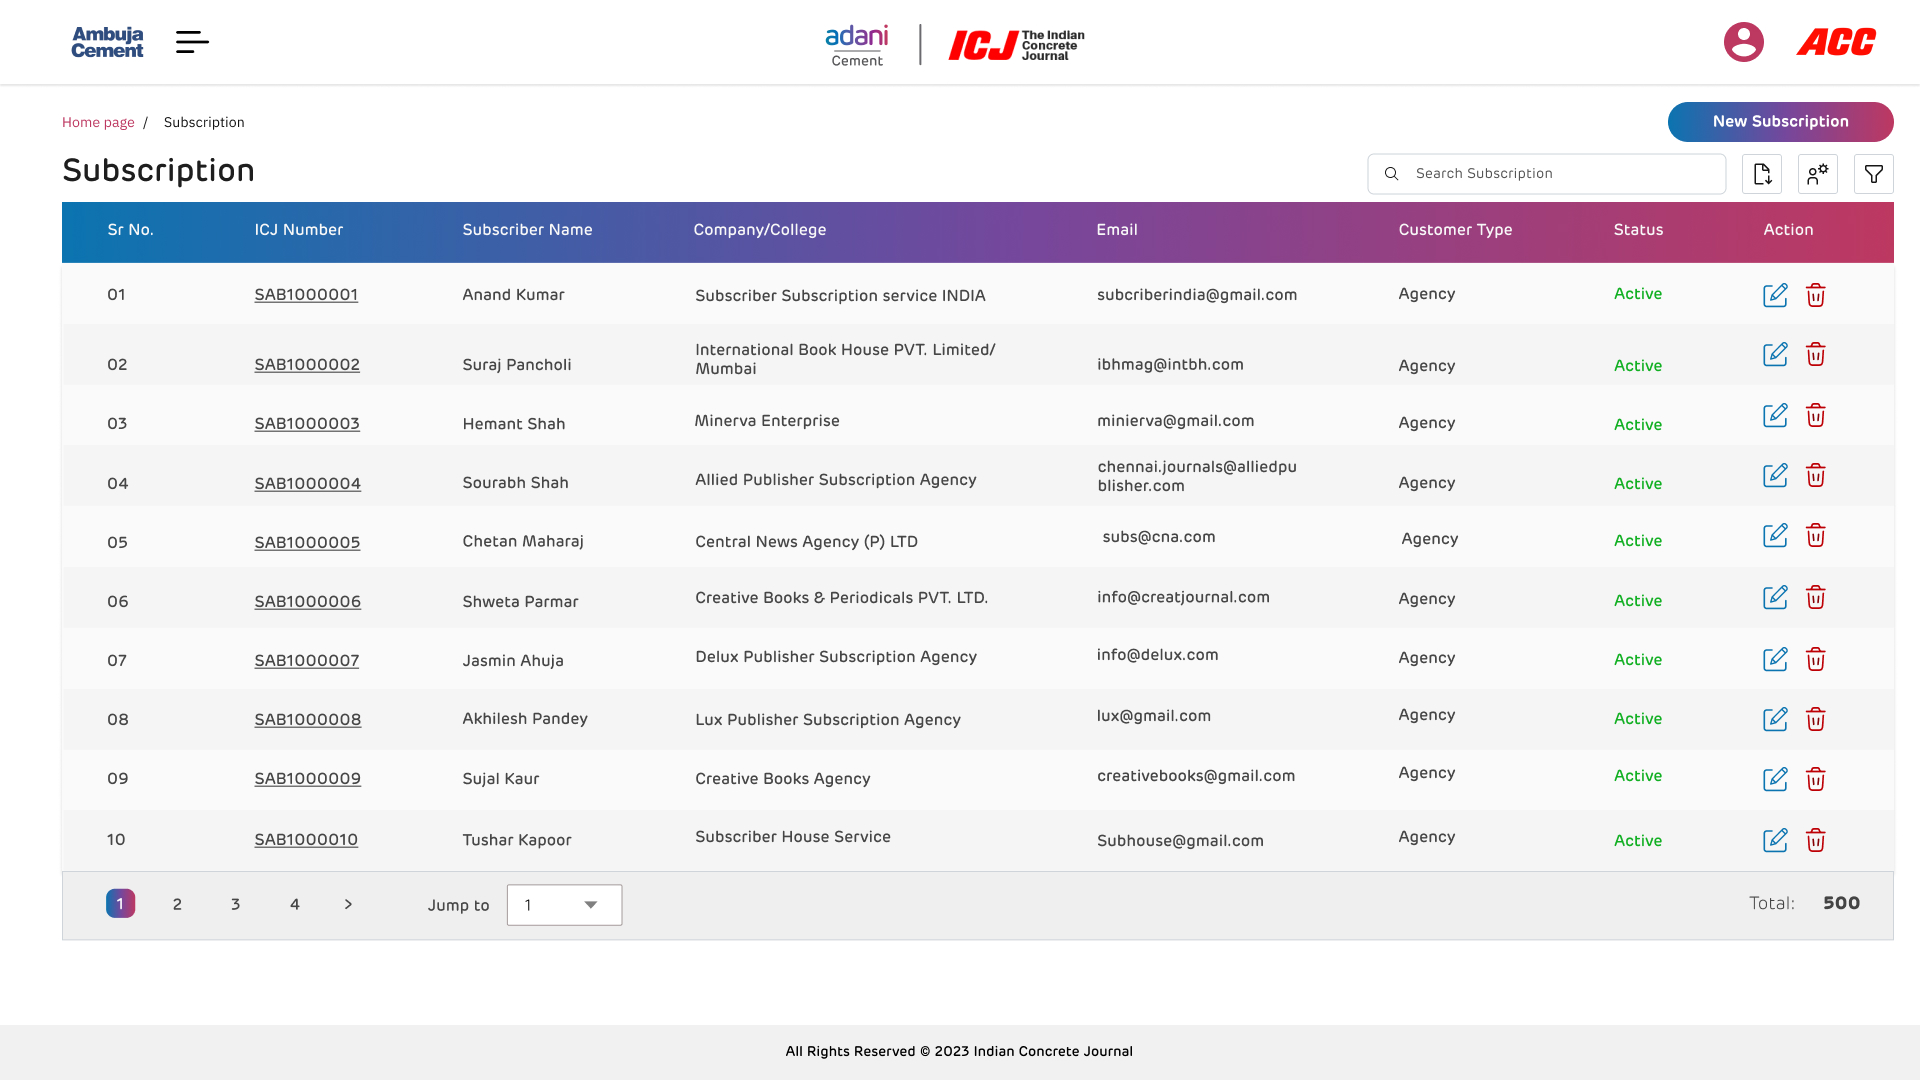 Ambuja
Cement
adani
Cement
ICJ The Indian
Concrete
Journal
ACC
Home page / Subscription
New Subscription
Subscription
Search Subscription
Sr No. ICJ Number Subscriber Name Company/College Email Customer Type Status Action
01 SAB1000001 Anand Kumar Subscriber Subscription service INDIA subcriberindia@gmail.com Agency Active
02 SAB1000002 Suraj Pancholi International Book House PVT. Limited/
Mumbai ibhmag@intbh.com Agency Active
03 SAB1000003 Hemant Shah Minerva Enterprise minierva@gmail.com Agency Active
04 SAB1000004 Sourabh Shah Allied Publisher Subscription Agency chennai.journals@alliedpu
blisher.com Agency Active
05 SAB1000005 Chetan Maharaj Central News Agency (P) LTD subs@cna.com Agency Active
06 SAB1000006 Shweta Parmar Creative Books & Periodicals PVT. LTD. info@creatjournal.com Agency Active
07 SAB1000007 Jasmin Ahuja Delux Publisher Subscription Agency info@delux.com Agency Active
08 SAB1000008 Akhilesh Pandey Lux Publisher Subscription Agency lux@gmail.com Agency Active
09 SAB1000009 Sujal Kaur Creative Books Agency creativebooks@gmail.com Agency Active
10 SAB1000010 Tushar Kapoor Subscriber House Service Subhouse@gmail.com Agency Active
1 2 3 4 > Jump to 1 Total: 500
All Rights Reserved © 2023 Indian Concrete Journal